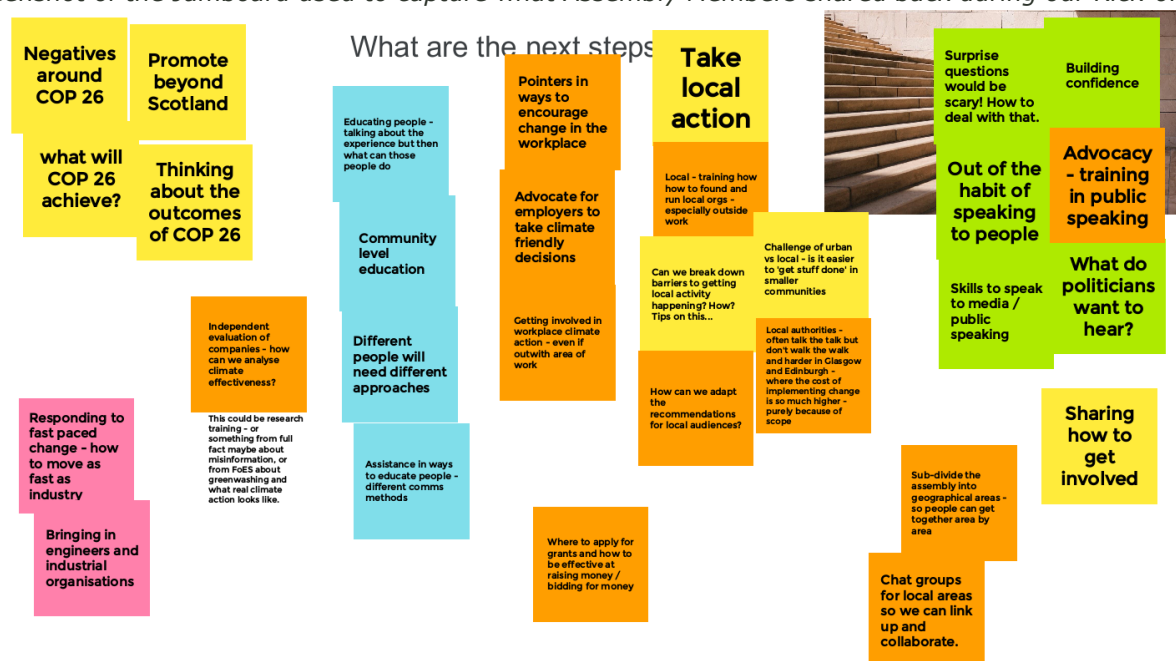 What are the next steps
Negatives
around
COP 26
Promote
beyond
Scotland
what will
COP 26
achieve?
Thinking
about the
outcomes
of COP 26
Independent
evaluation of
companies - how
can we analyse
climate
effectiveness?
This could be research
training - or
something from full
fact maybe about
misinformation, or
from FoES about
greenwashing and
what real climate
action looks like.
Responding to
fast paced
change - how
to move as
fast as
industry
Bringing in
engineers and
industrial
organisations
Educating people -
talking about the
experience but then
what can those
people do
Community
level
education
Different
people will
need different
approaches
Assistance in ways
to educate people -
different comms
methods
Pointers in
ways to
encourage
change in the
workplace
Advocate for
employers to
take climate
friendly
decisions
Getting involved in
workplace climate
action - even if
outwith area of
work
Where to apply for
grants and how to
be effective at
raising money /
bidding for money
Take
local
action
Local - training how
how to found and
run local orgs -
especially outside
work
Can we break down
barriers to getting
local activity
happening? How?
Tips on this...
How can we adapt
the
recommendations
for local audiences?
Challenge of urban
vs local - is it easier
to 'get stuff done' in
smaller
communities
Local authorities -
often talk the talk but
don't walk the walk
and harder in Glasgow
and Edinburgh -
where the cost of
implementing change
is so much higher -
purely because of
scope
Surprise
questions
would be
scary! How to
deal with that.
Building
confidence
Out of the
habit of
speaking
to people
Advocacy
- training
in public
speaking
Skills to speak
to media /
public
speaking
What do
politicians
want to
hear?
Sharing
how to
get
involved
Sub-divide the
assembly into
geographical areas -
so people can get
together area by
area
Chat groups
for local areas
so we can link
up and
collaborate.